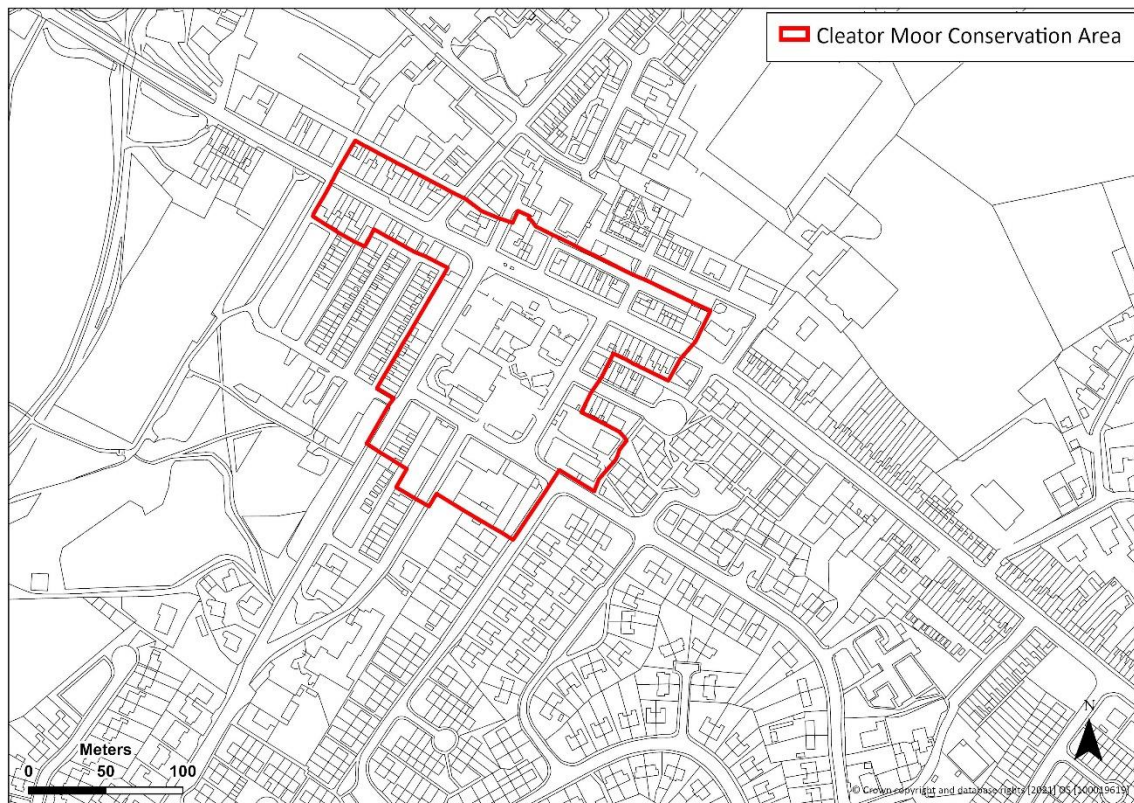 Cleator Moor Conservation Area
N
Meters
0 50 100
© Crown copyright and database rights [2021] OS [100019619]